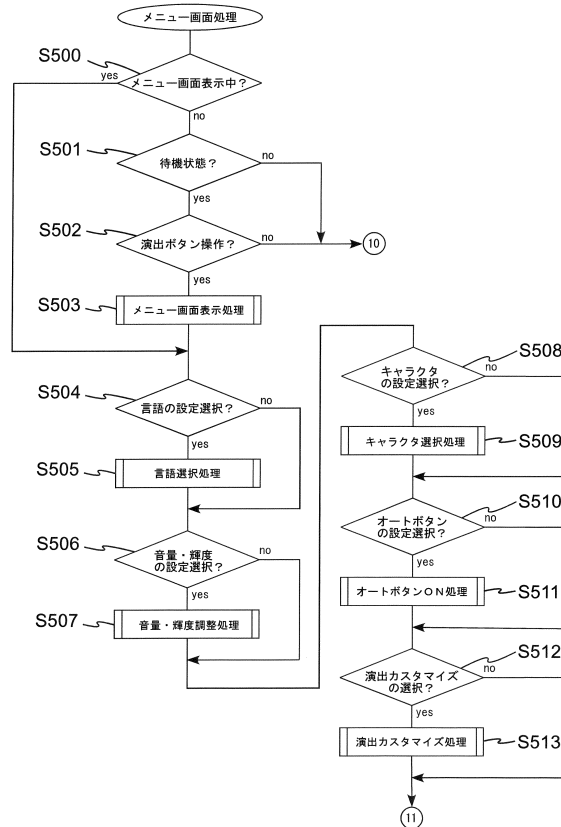 メニュー画面処理
S500
yes
メニュー画面表示中？
no
S501
待機状態？
no
yes
S502
演出ボタン操作？
no
10
yes
S503
メニュー画面表示処理
S504
言語の設定選択？
no
yes
S505
言語選択処理
S506
音量・輝度
の設定選択？
no
yes
S507
音量・輝度調整処理
S508
キャラクタ
の設定選択？
no
yes
キャラクタ選択処理
S509
S510
オートボタン
の設定選択？
no
yes
オートボタンＯＮ処理
S511
S512
演出カスタマイズ
の選択？
no
yes
演出カスタマイズ処理
S513
11